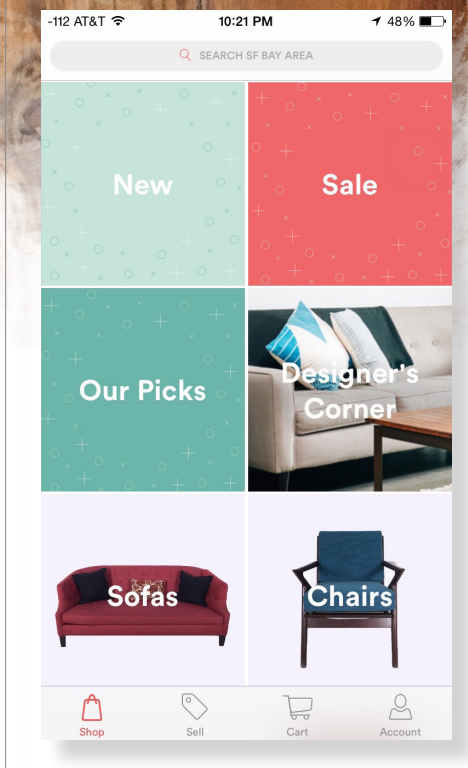 -112 AT&T 10:21 PM 48%
SEARCH SF BAY AREA
New
Sale
Our Picks
Designer's
Corner
Sofas
Chairs
Shop Sell Cart Account